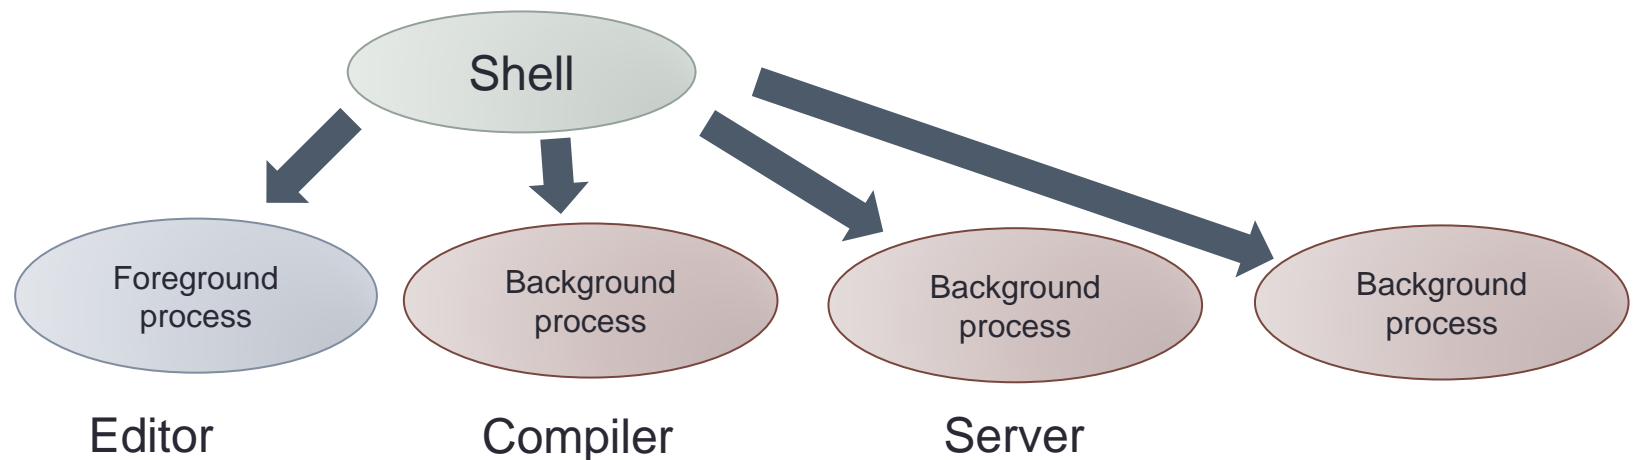 Shell
Foreground
process
Background
process
Background
process
Background
process
Editor
Compiler
Server